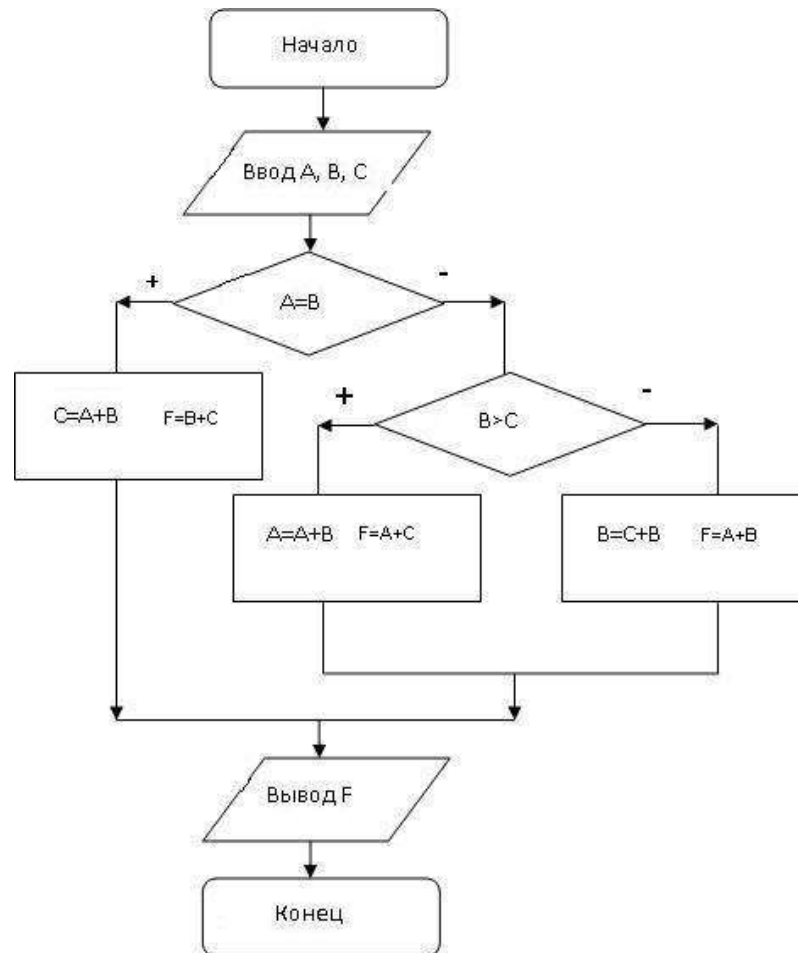 Начало
Ввод A, B, C
+
-
A=B
C=A+B F=B+C
+
-
B>C
A=A+B F=A+C
B=C+B F=A+B
Вывод F
Конец